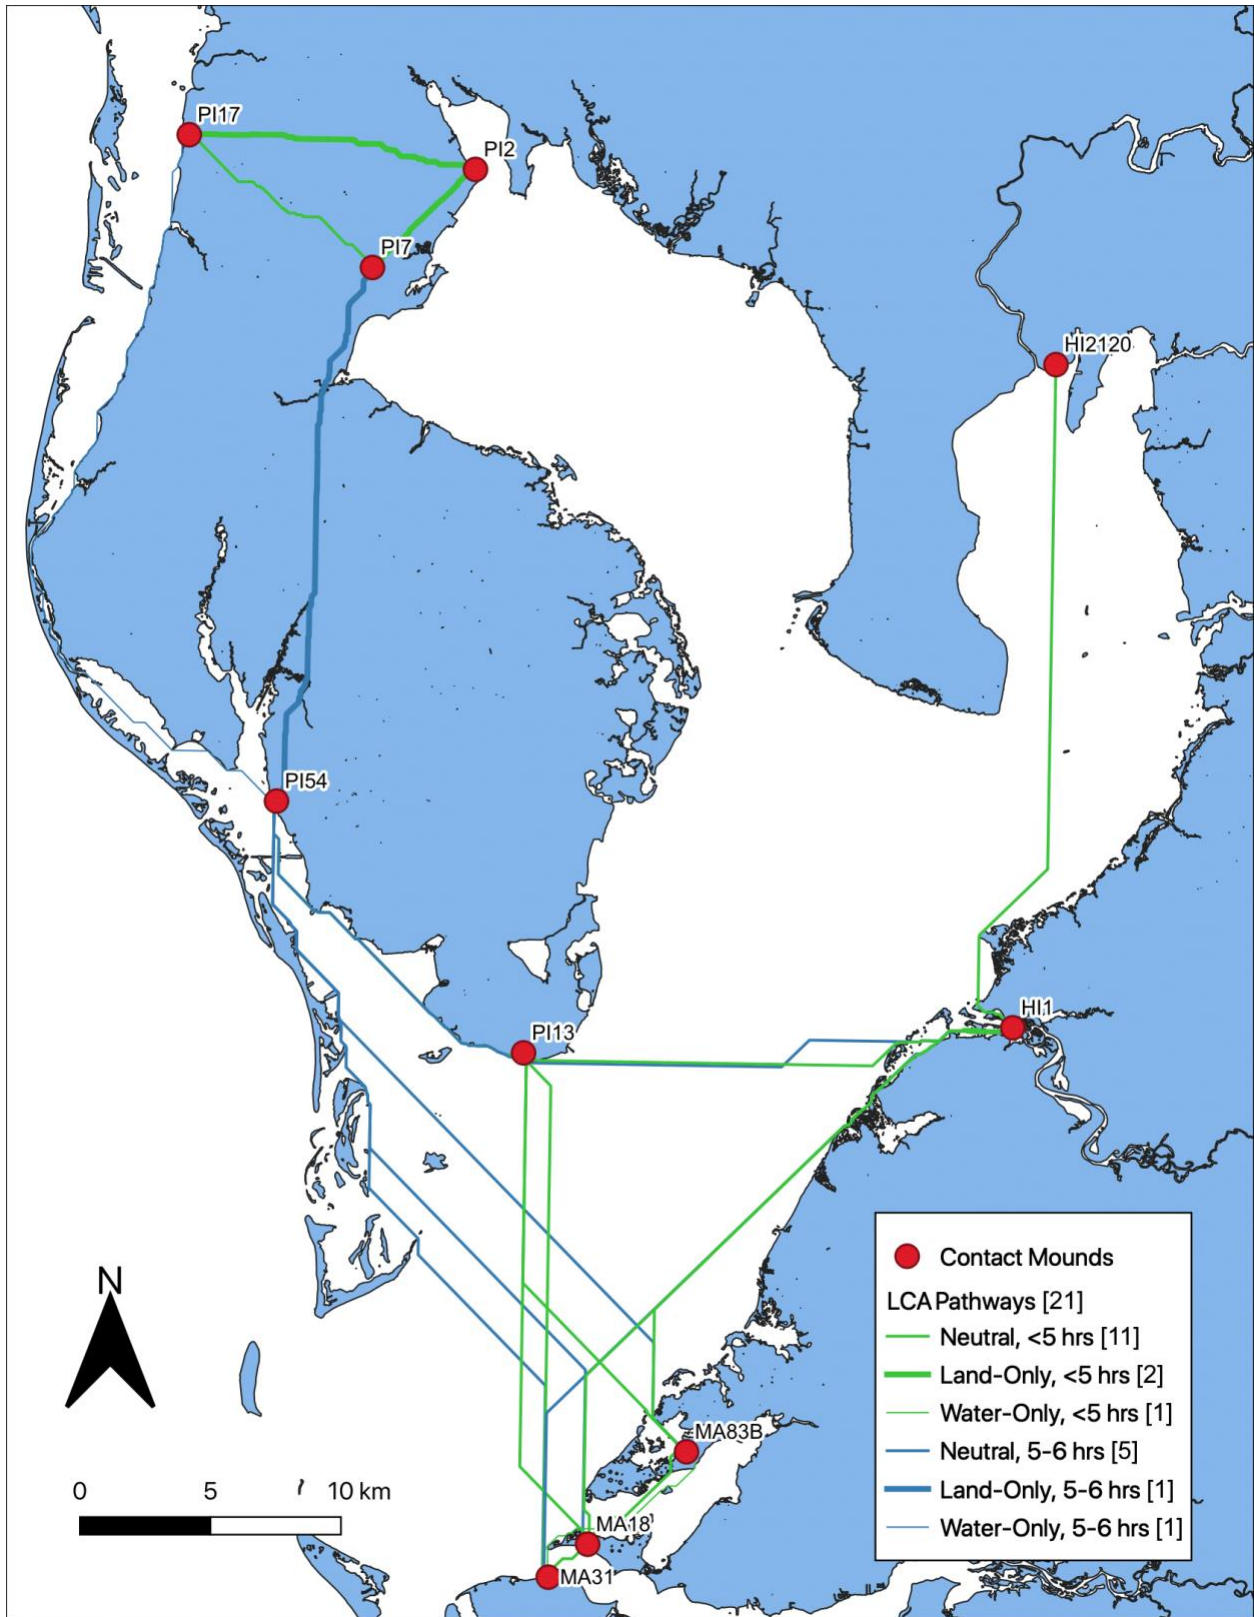 PI17
PI2
PI7
HI2120
PI54
PI13
HI1
Contact Mounds
LCA Pathways [21]
Neutral, <5 hrs [11]
Land-Only, <5 hrs [2]
Water-Only, <5 hrs [1]
Neutral, 5-6 hrs [5]
Land-Only, 5-6 hrs [1]
Water-Only, 5-6 hrs [1]
N
0 5 10 km
MA83B
MA18
MA31